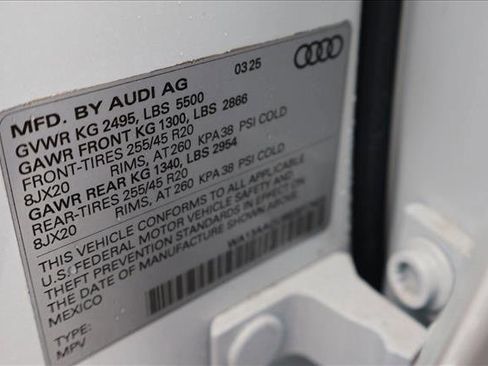 03 25
MFD. BY AUDI AG
GVWR KG 2495, LBS 5500
GAWR FRONT KG 1300, LBS 2866
FRONT-TIRES 255/45 R20
8JX20 RIMS, AT 260 KPA 38 PSI COLD
GAWR REAR KG 1340, LBS 2954
REAR-TIRES 255/45 R20
8JX20 RIMS, AT 260 KPA 38 PSI COLD
THIS VEHICLE CONFORMS TO ALL APPLICABLE
U.S. FEDERAL MOTOR VEHICLE SAFETY AND
THEFT PREVENTION STANDARDS IN EFFECT ON
THE DATE OF MANUFACTURE SHOWN
MEXICO
TYPE:
MPV